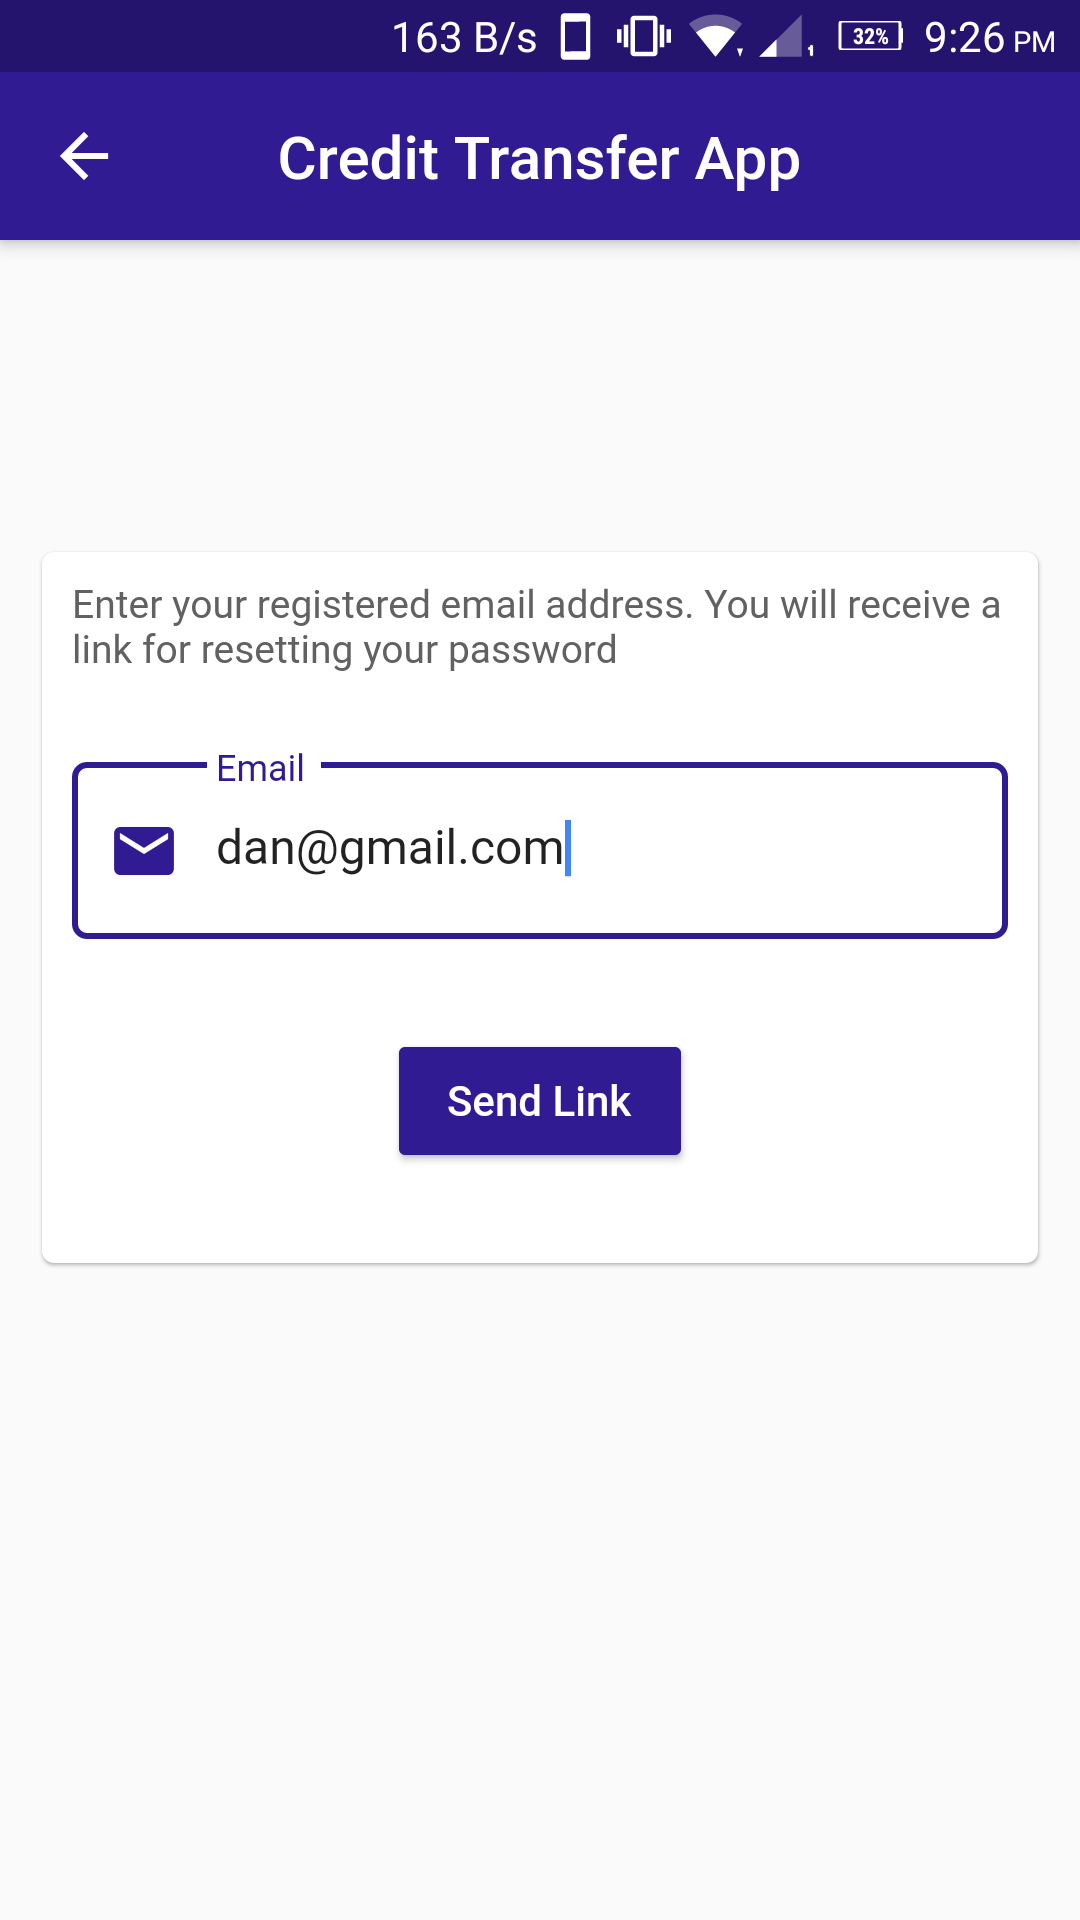 163 B/s 32% 9:26 PM
Credit Transfer App
Enter your registered email address. You will receive a
link for resetting your password
Email
dan@gmail.com
Send Link